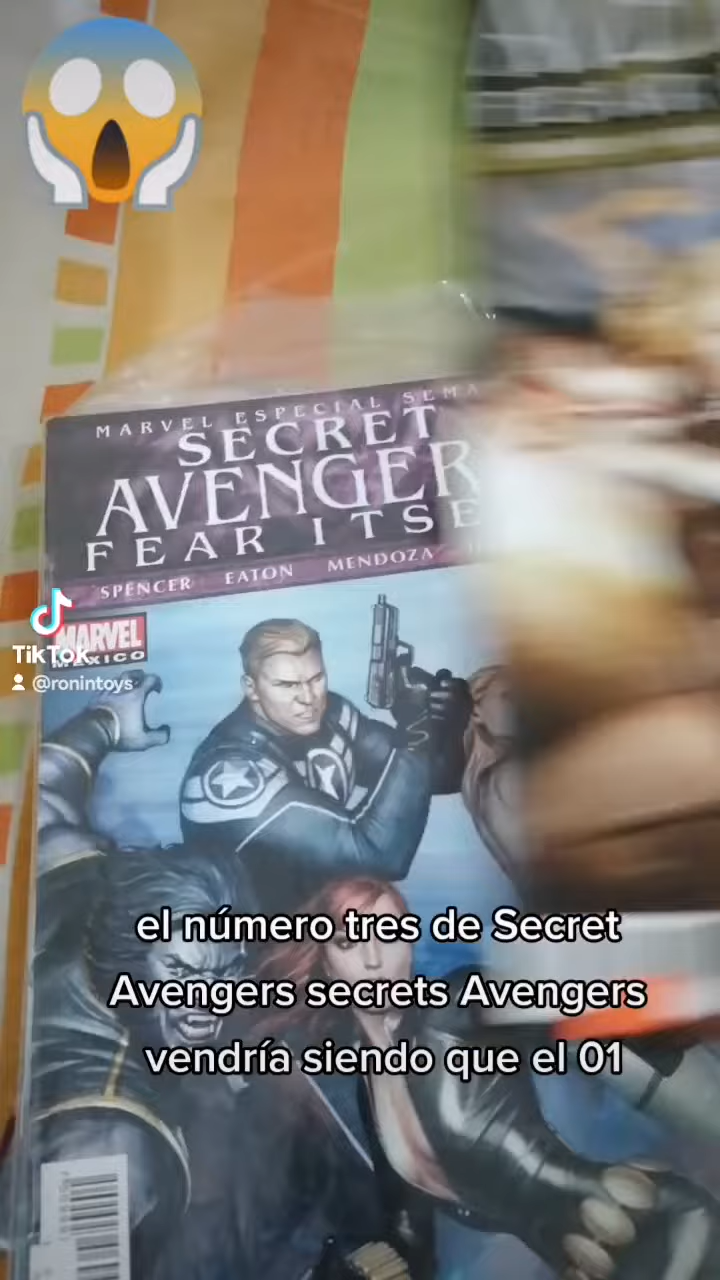 MARVEL ESPECIAL SEMA
SECRET
AVENGER
FEAR ITSE
SPENCER EATON MENDOZA
MARVEL
MÉXICO
TikTok
@ronintoys
el número tres de Secret
Avengers secrets Avengers
vendría siendo que el 01